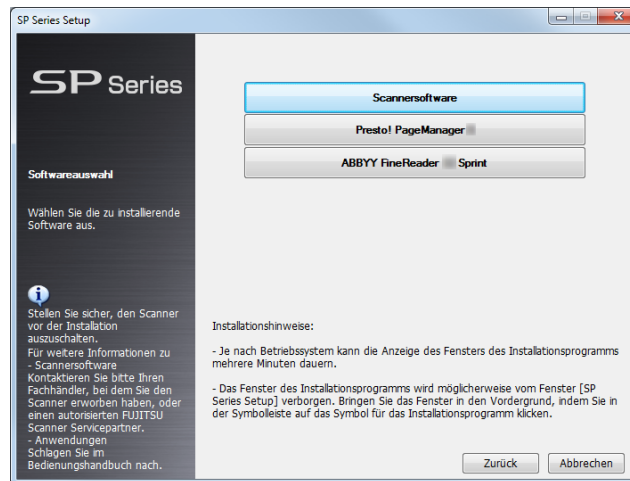 SP Series Setup
SP Series
Scannersoftware
Presto! PageManager
ABBYY FineReader Sprint
Softwareauswahl
Wählen Sie die zu installierende
Software aus.
Stellen Sie sicher, den Scanner
vor der Installation
auszuschalten.
Für weitere Informationen zu
- Scannersoftware
Kontaktieren Sie bitte Ihren
Fachhändler, bei dem Sie den
Scanner erworben haben, oder
einen autorisierten FUJITSU
Scanner Servicepartner.
- Anwendungen
Schlagen Sie im
Bedienungshandbuch nach.
Installationshinweise:
- Je nach Betriebssystem kann die Anzeige des Fensters des Installationsprogramms
mehrere Minuten dauern.
- Das Fenster des Installationsprogramms wird möglicherweise vom Fenster [SP
Series Setup] verborgen. Bringen Sie das Fenster in den Vordergrund, indem Sie in
der Symbolleiste auf das Symbol für das Installationsprogramm klicken.
Zurück
Abbrechen